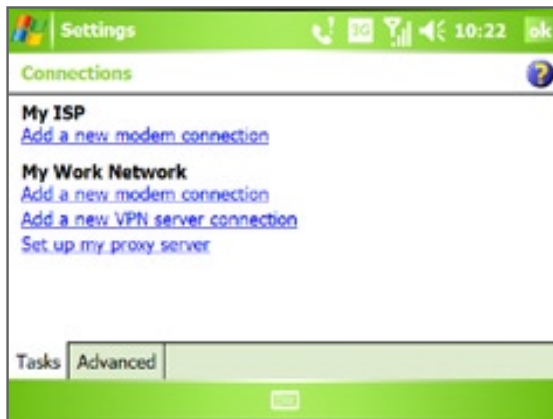 Settings 3G 10:22 ok
Connections
My ISP
Add a new modem connection
My Work Network
Add a new modem connection
Add a new VPN server connection
Set up my proxy server
Tasks Advanced